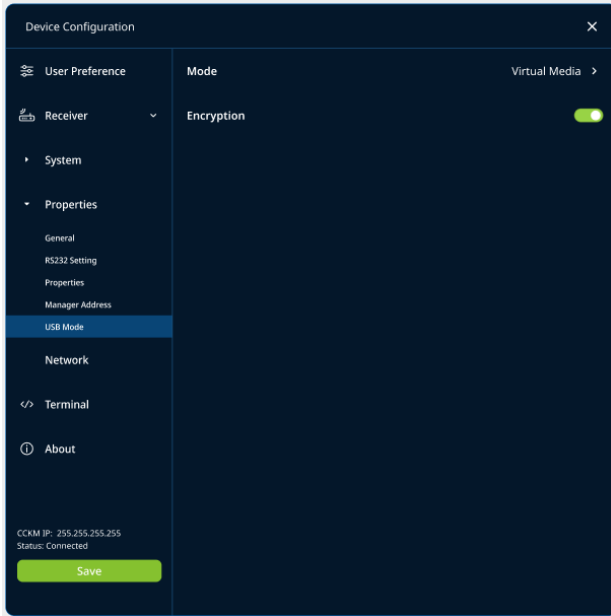 Device Configuration
User Preference
Receiver
System
Properties
General
RS232 Setting
Properties
Manager Address
USB Mode
Network
Terminal
About
CCKM IP: 255.255.255.255
Status: Connected
Save
Mode
Virtual Media
Encryption